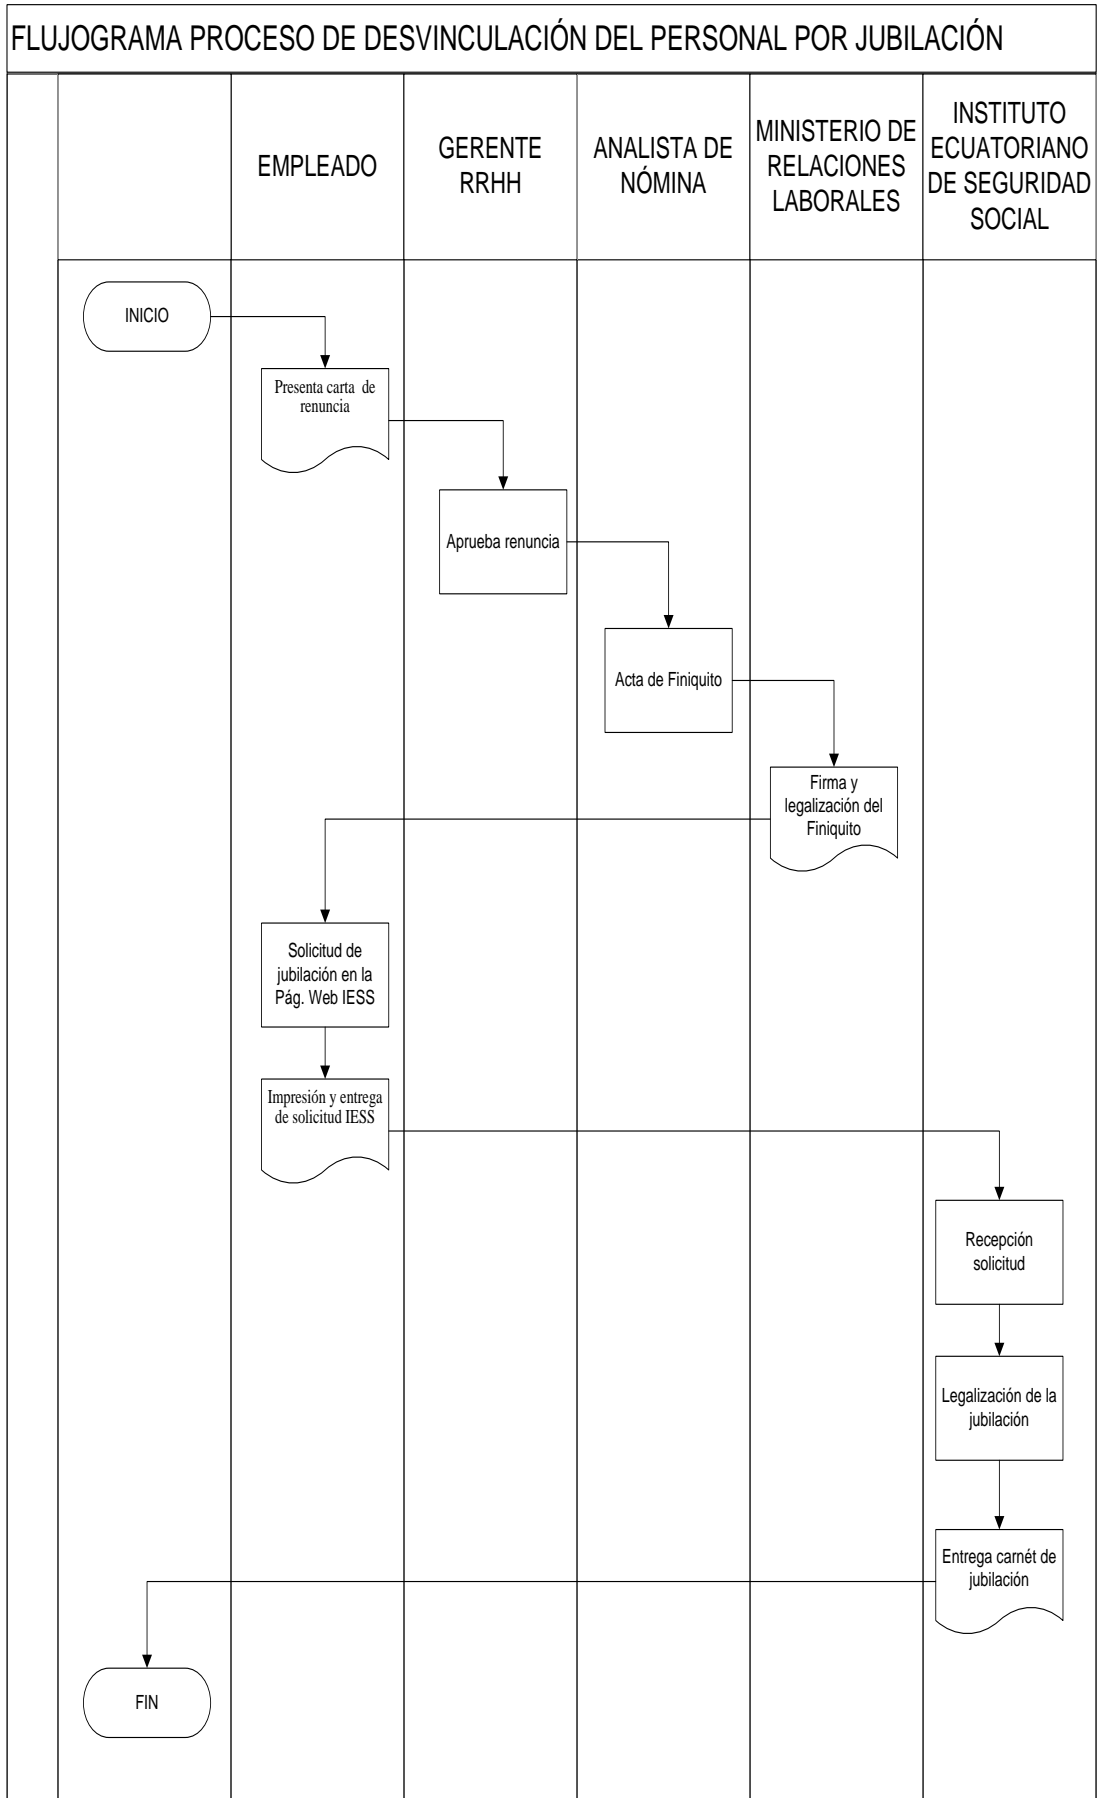 FLUJOGRAMA PROCESO DE DESVINCULACIÓN DEL PERSONAL POR JUBILACIÓN
EMPLEADO
GERENTE
RRHH
ANALISTA DE
NÓMINA
MINISTERIO DE
RELACIONES
LABORALES
INSTITUTO
ECUATORIANO
DE SEGURIDAD
SOCIAL
INICIO
Presenta carta de
renuncia
Aprueba renuncia
Acta de Finiquito
Firma y
legalización del
Finiquito
Solicitud de
jubilación en la
Pág. Web IESS
Impresión y entrega
de solicitud IESS
Recepción
solicitud
Legalización de la
jubilación
Entrega carnét de
jubilación
FIN